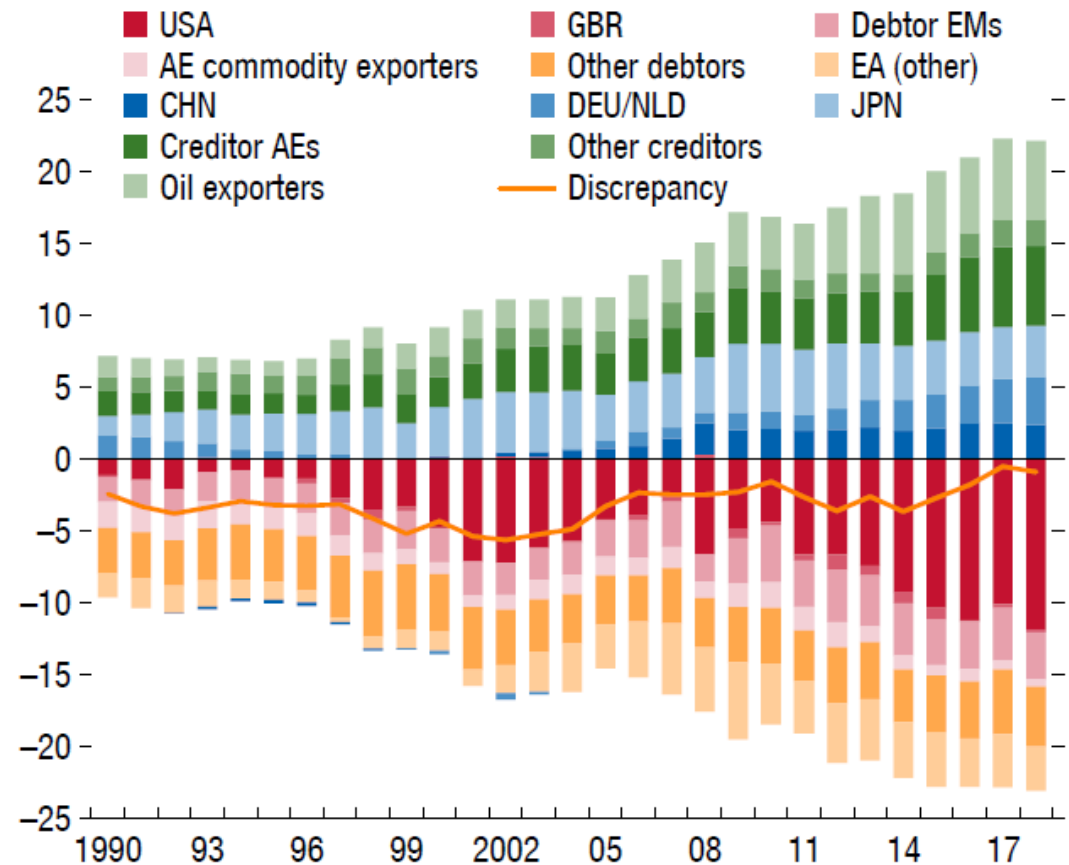 USA GBR Debtor EMs
AE commodity exporters Other debtors EA (other)
CHN DEU/NLD JPN
Creditor AEs Other creditors
Oil exporters Discrepancy
25
20
15
10
5
0
–5
–10
–15
–20
–25
1990 93 96 99 2002 05 08 11 14 17